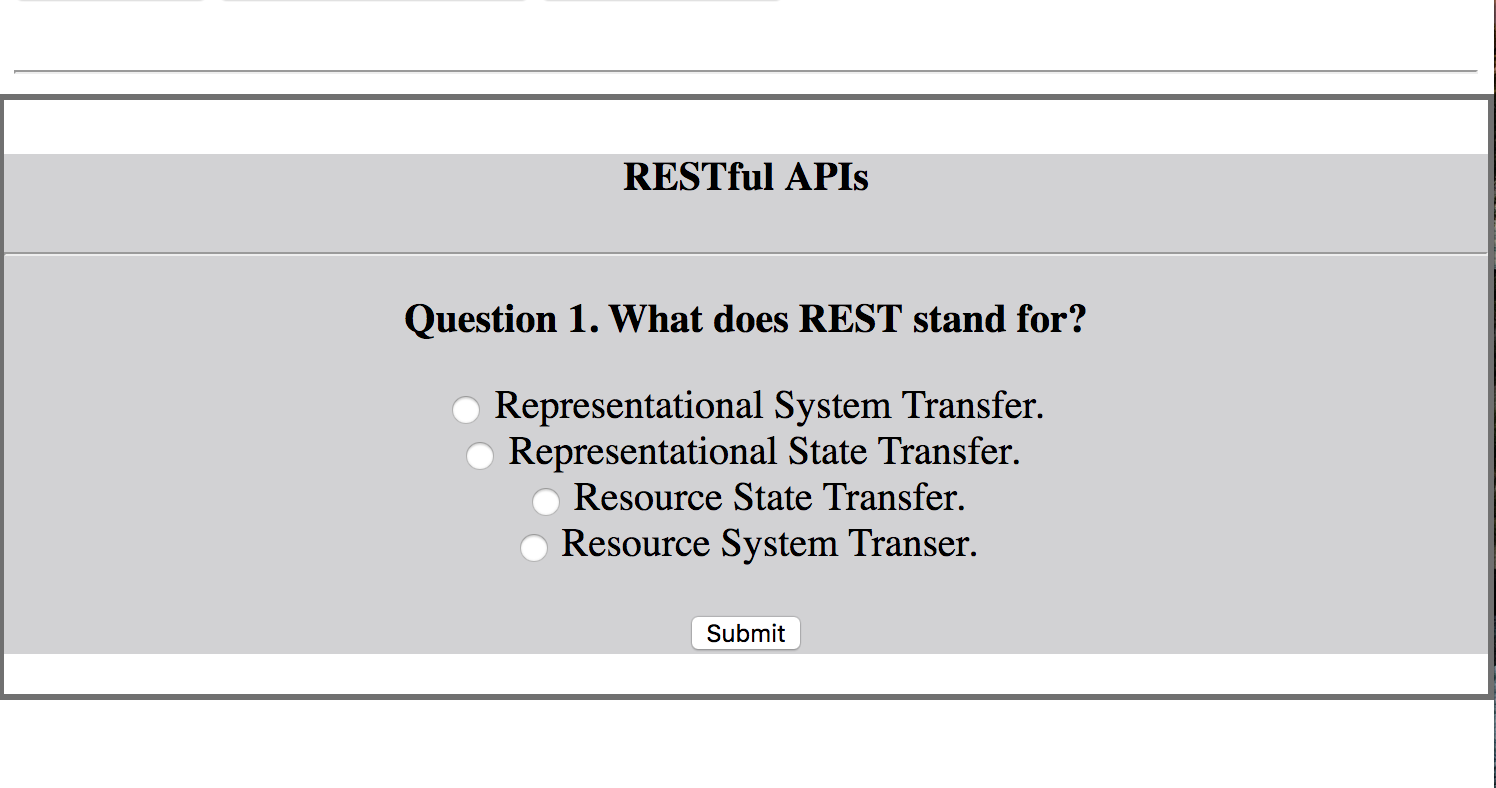 RESTful APIs
Question 1. What does REST stand for?
Representational System Transfer.
Representational State Transfer.
Resource State Transfer.
Resource System Transer.
Submit